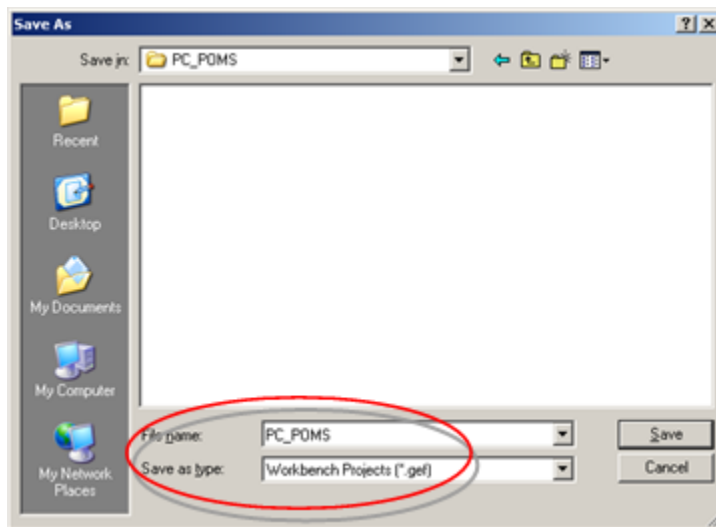 Save As
Save in:
PC_POMS
Recent
Desktop
My Documents
My Computer
My Network
Places
File name:
PC_POMS
Save
Save as type:
Workbench Projects (*.gef)
Cancel